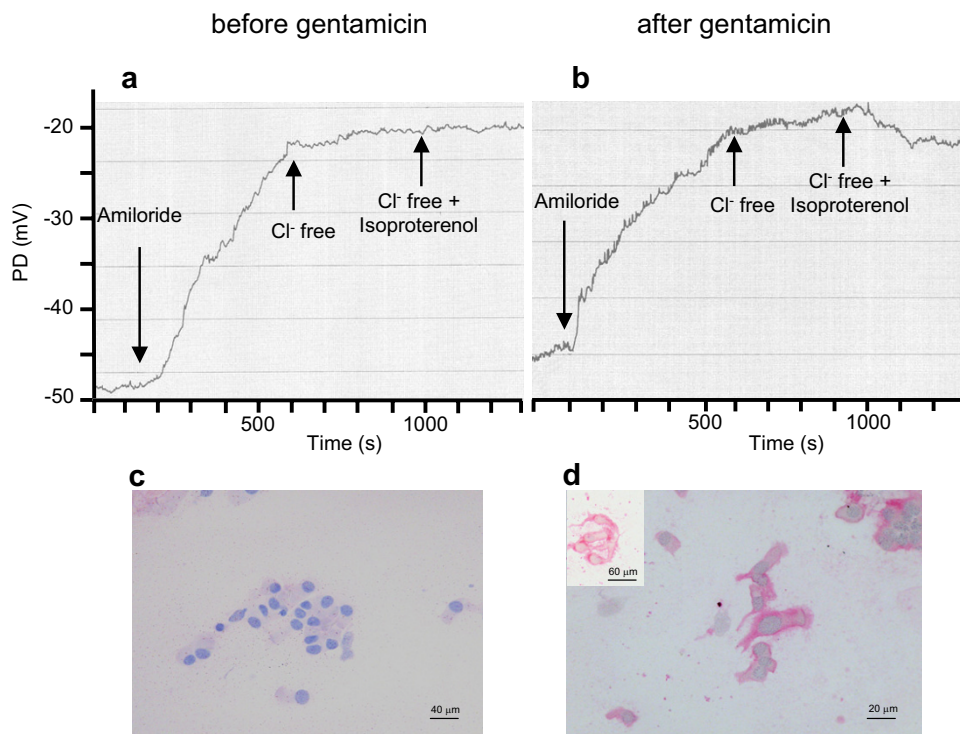 before gentamicin
after gentamicin
a
b
PD (mV)
-20
-30
-40
-50
Amiloride
Cl⁻ free
Cl⁻ free +
Isoproterenol
500
1000
Time (s)
Amiloride
Cl⁻ free
Cl⁻ free +
Isoproterenol
500
1000
Time (s)
c
d
40 μm
60 μm
20 μm